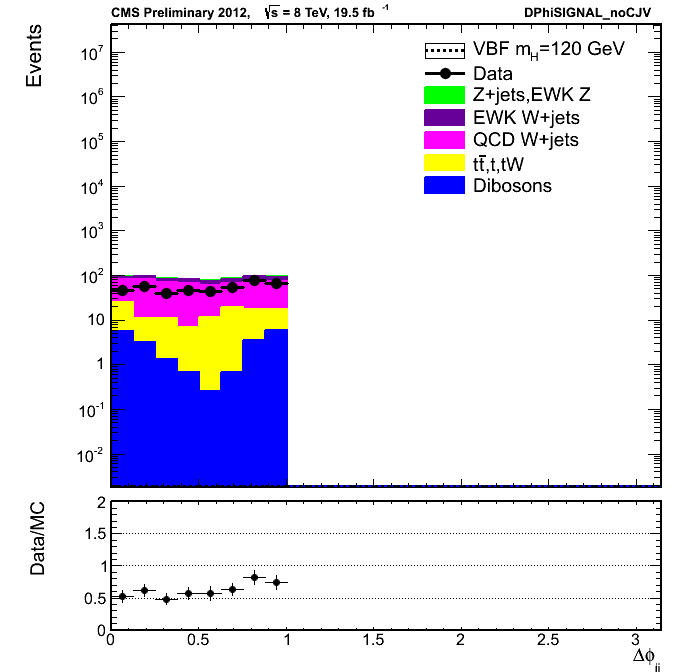 CMS Preliminary 2012, √s = 8 TeV, 19.5 fb⁻¹ DPhiSIGNAL_noCJV
Events
VBF m_H=120 GeV
Data
Z+jets,EWK Z
EWK W+jets
QCD W+jets
tt̅,t,tW
Dibosons
10⁷
10⁶
10⁵
10⁴
10³
10²
10
1
10⁻¹
10⁻²
Data/MC
2
1.5
1
0.5
0
0 0.5 1 1.5 2 2.5 3
Δϕ_jj